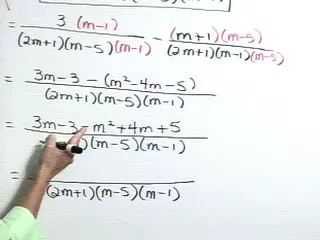 = 3 (m-1) / (2m+1)(m-5)(m-1) - (m+1)(m-5) / (2m+1)(m-1)(m-5)
= 3m-3 - (m²-4m-5) / (2m+1)(m-5)(m-1)
= 3m-3 - m²+4m+5 / )(m-5)(m-1)
= / (2m+1)(m-5)(m-1)